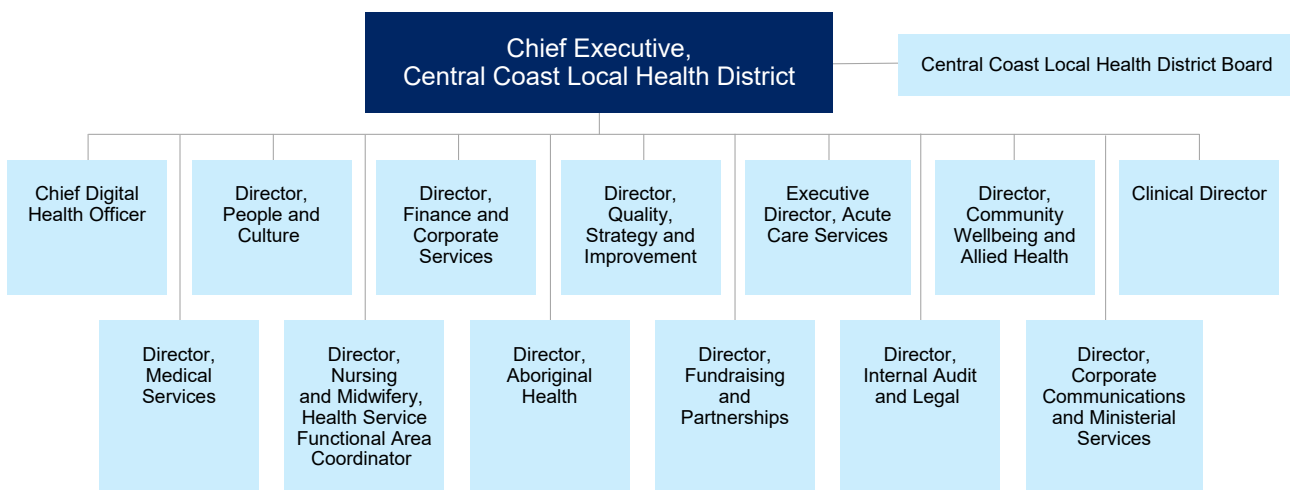 Chief Executive,
Central Coast Local Health District
Central Coast Local Health District Board
Chief Digital
Health Officer
Director,
People and
Culture
Director,
Finance and
Corporate
Services
Director,
Quality,
Strategy and
Improvement
Executive
Director, Acute
Care Services
Director,
Community
Wellbeing and
Allied Health
Clinical Director
Director,
Medical
Services
Director,
Nursing
and Midwifery,
Health Service
Functional Area
Coordinator
Director,
Aboriginal
Health
Director,
Fundraising
and
Partnerships
Director,
Internal Audit
and Legal
Director,
Corporate
Communications
and Ministerial
Services